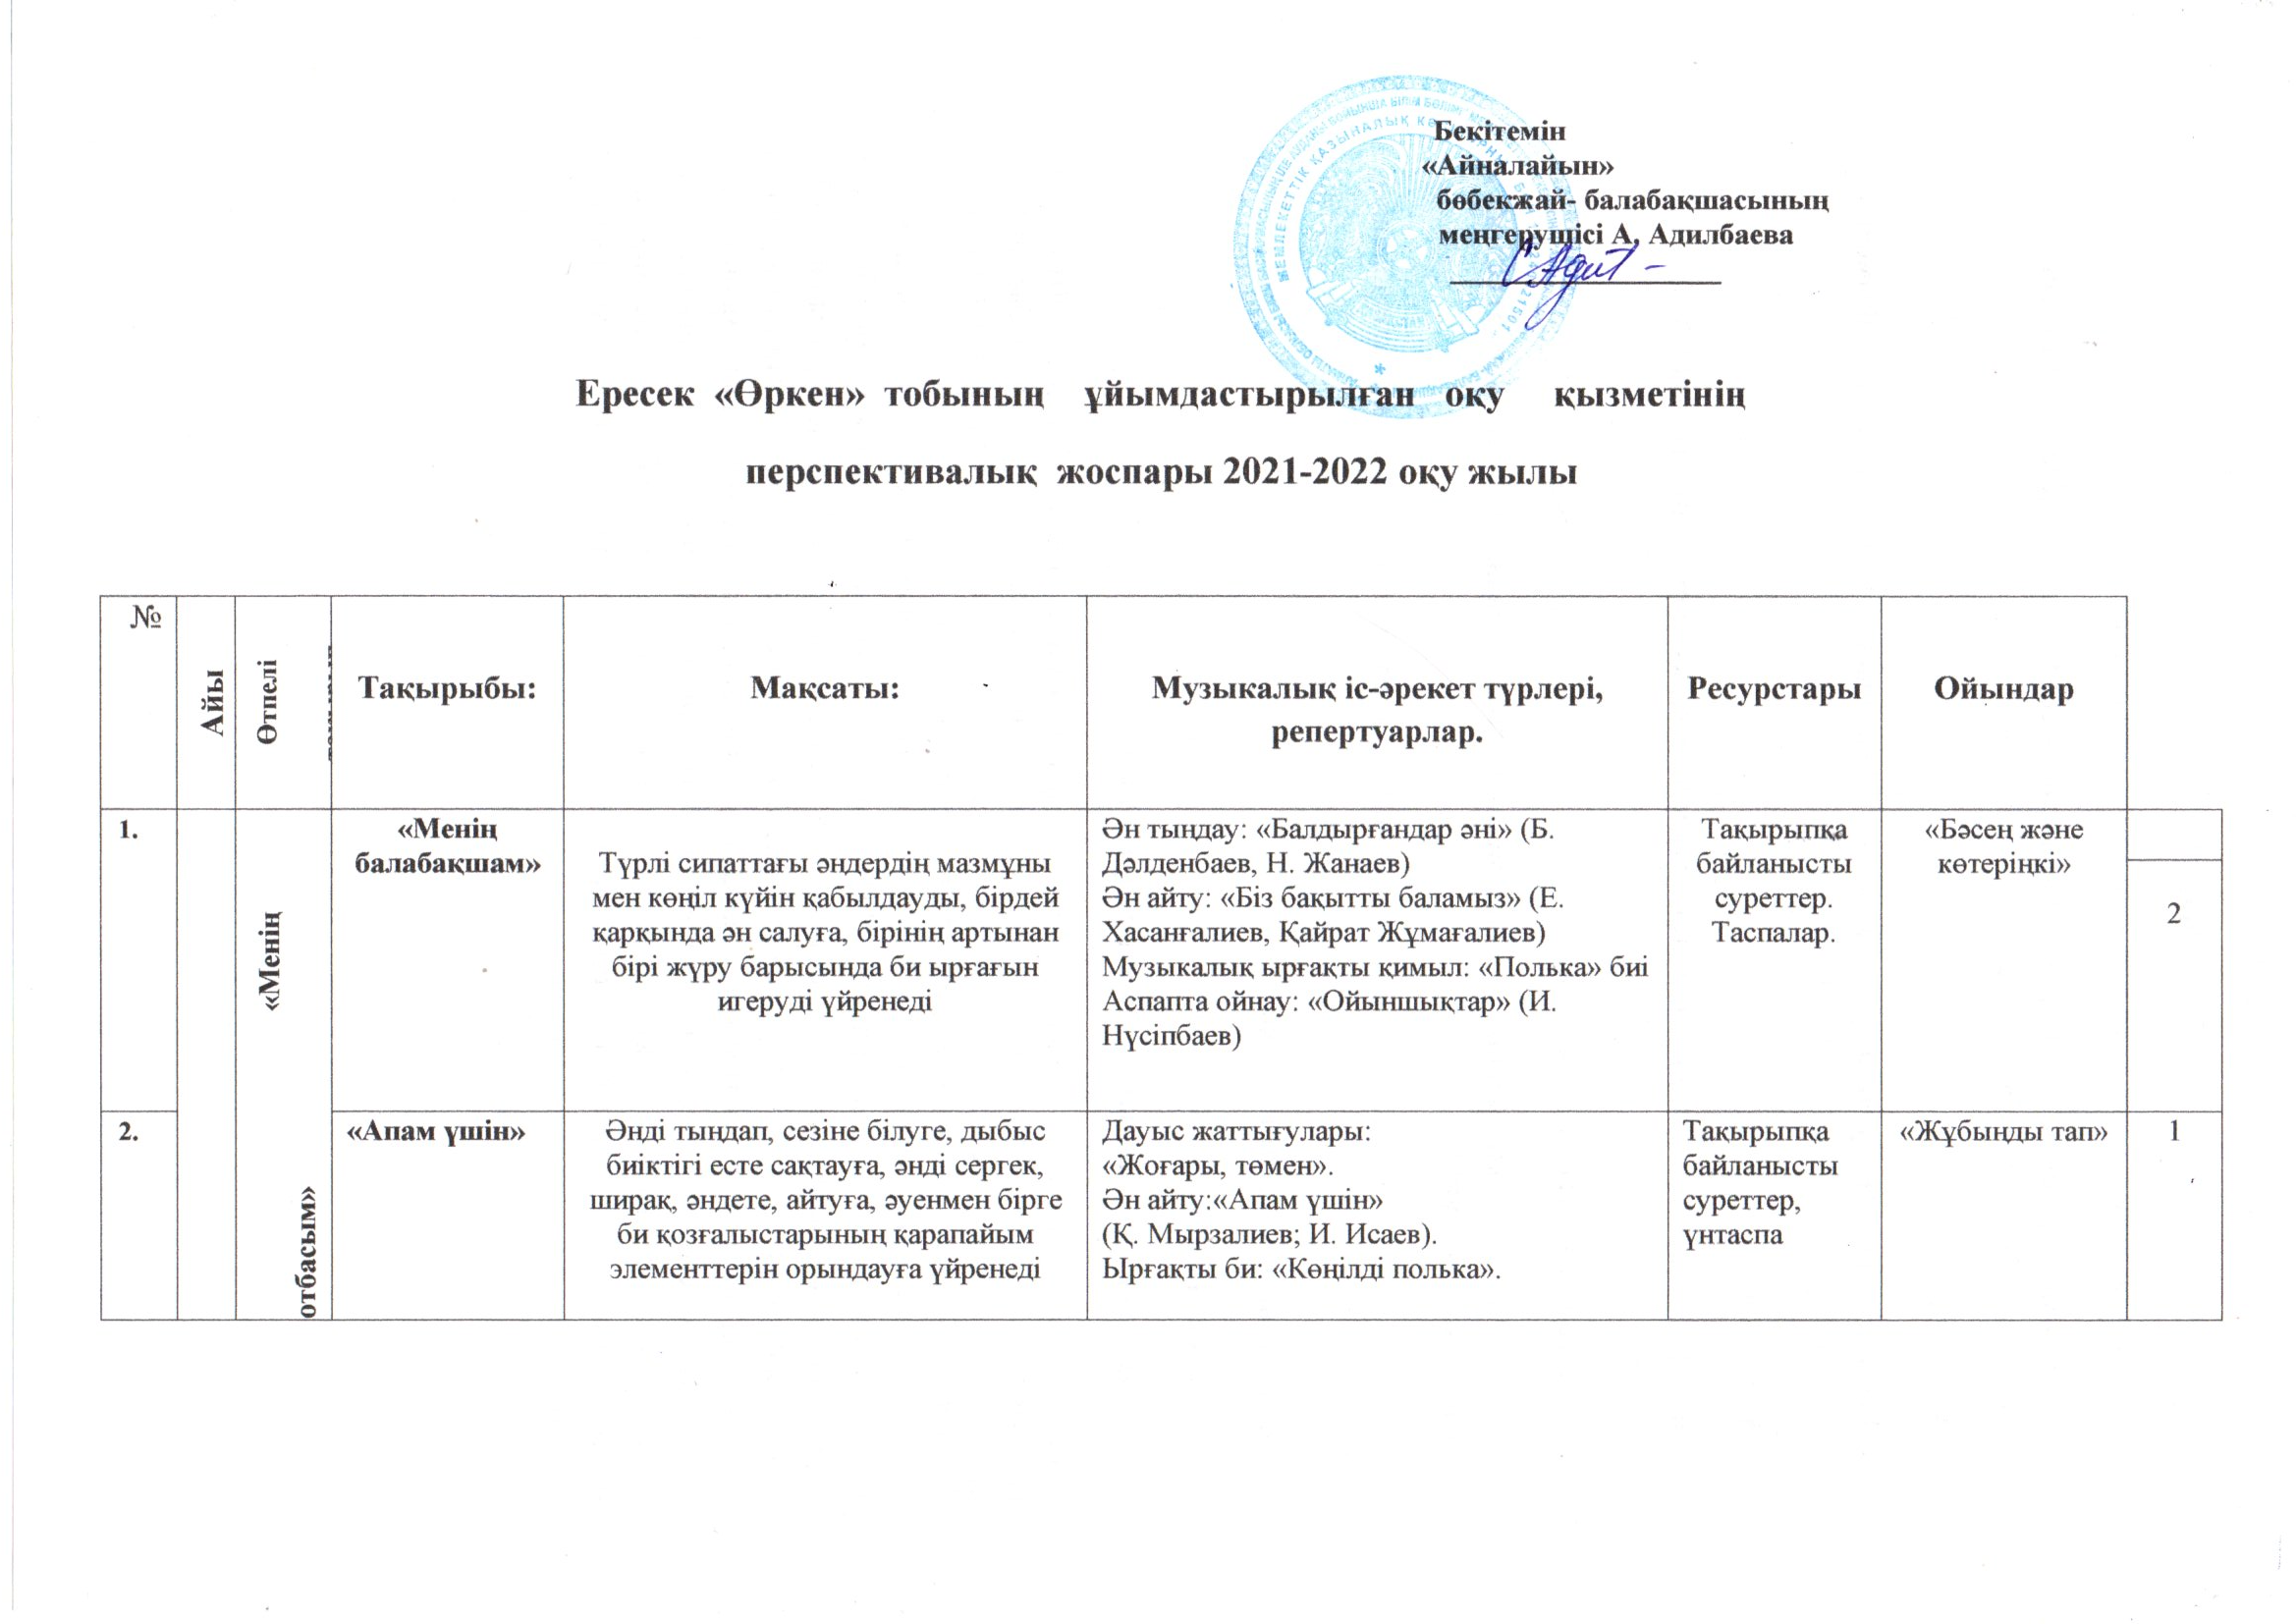 Бекітемін
«Айналайын»
бөбекжай- балабақшасының
меңгерушісі А. Адилбаева
Ересек «Өркен» тобының ұйымдастырылған оқу қызметінің
перспективалық жоспары 2021-2022 оқу жылы
№
Айы
Өтпелі
Тақырыбы:
Мақсаты:
Музыкалық іс-әрекет түрлері,
репертуарлар.
Ресурстары
Ойындар
1.
«Менің
отбасым»
«Менің
балабақшам»
Түрлі сипаттағы әндердің мазмұны
мен көңіл күйін қабылдауды, бірдей
қарқында ән салуға, бірінің артынан
бірі жүру барысында би ырғағын
игеруді үйренеді
Ән тыңдау: «Балдырғандар әні» (Б.
Дәлденбаев, Н. Жанаев)
Ән айту: «Біз бақытты баламыз» (Е.
Хасанғалиев, Қайрат Жұмағалиев)
Музыкалық ырғақты қимыл: «Полька» биі
Аспапта ойнау: «Ойыншықтар» (И.
Нүсіпбаев)
Тақырыпқа
байланысты
суреттер.
Таспалар.
«Бәсең және
көтеріңкі»
2
2.
«Апам үшін»
Әнді тыңдап, сезіне білуге, дыбыс
биіктігі есте сақтауға, әнді сергек,
ширақ, әндете, айтуға, әуенмен бірге
би қозғалыстарының қарапайым
элементтерін орындауға үйренеді
Дауыс жаттығулары:
«Жоғары, төмен».
Ән айту:«Апам үшін»
(Қ. Мырзалиев; И. Исаев).
Ырғақты би: «Көңілді полька».
Тақырыпқа
байланысты
суреттер,
үнтаспа
«Жұбыңды тап»
1